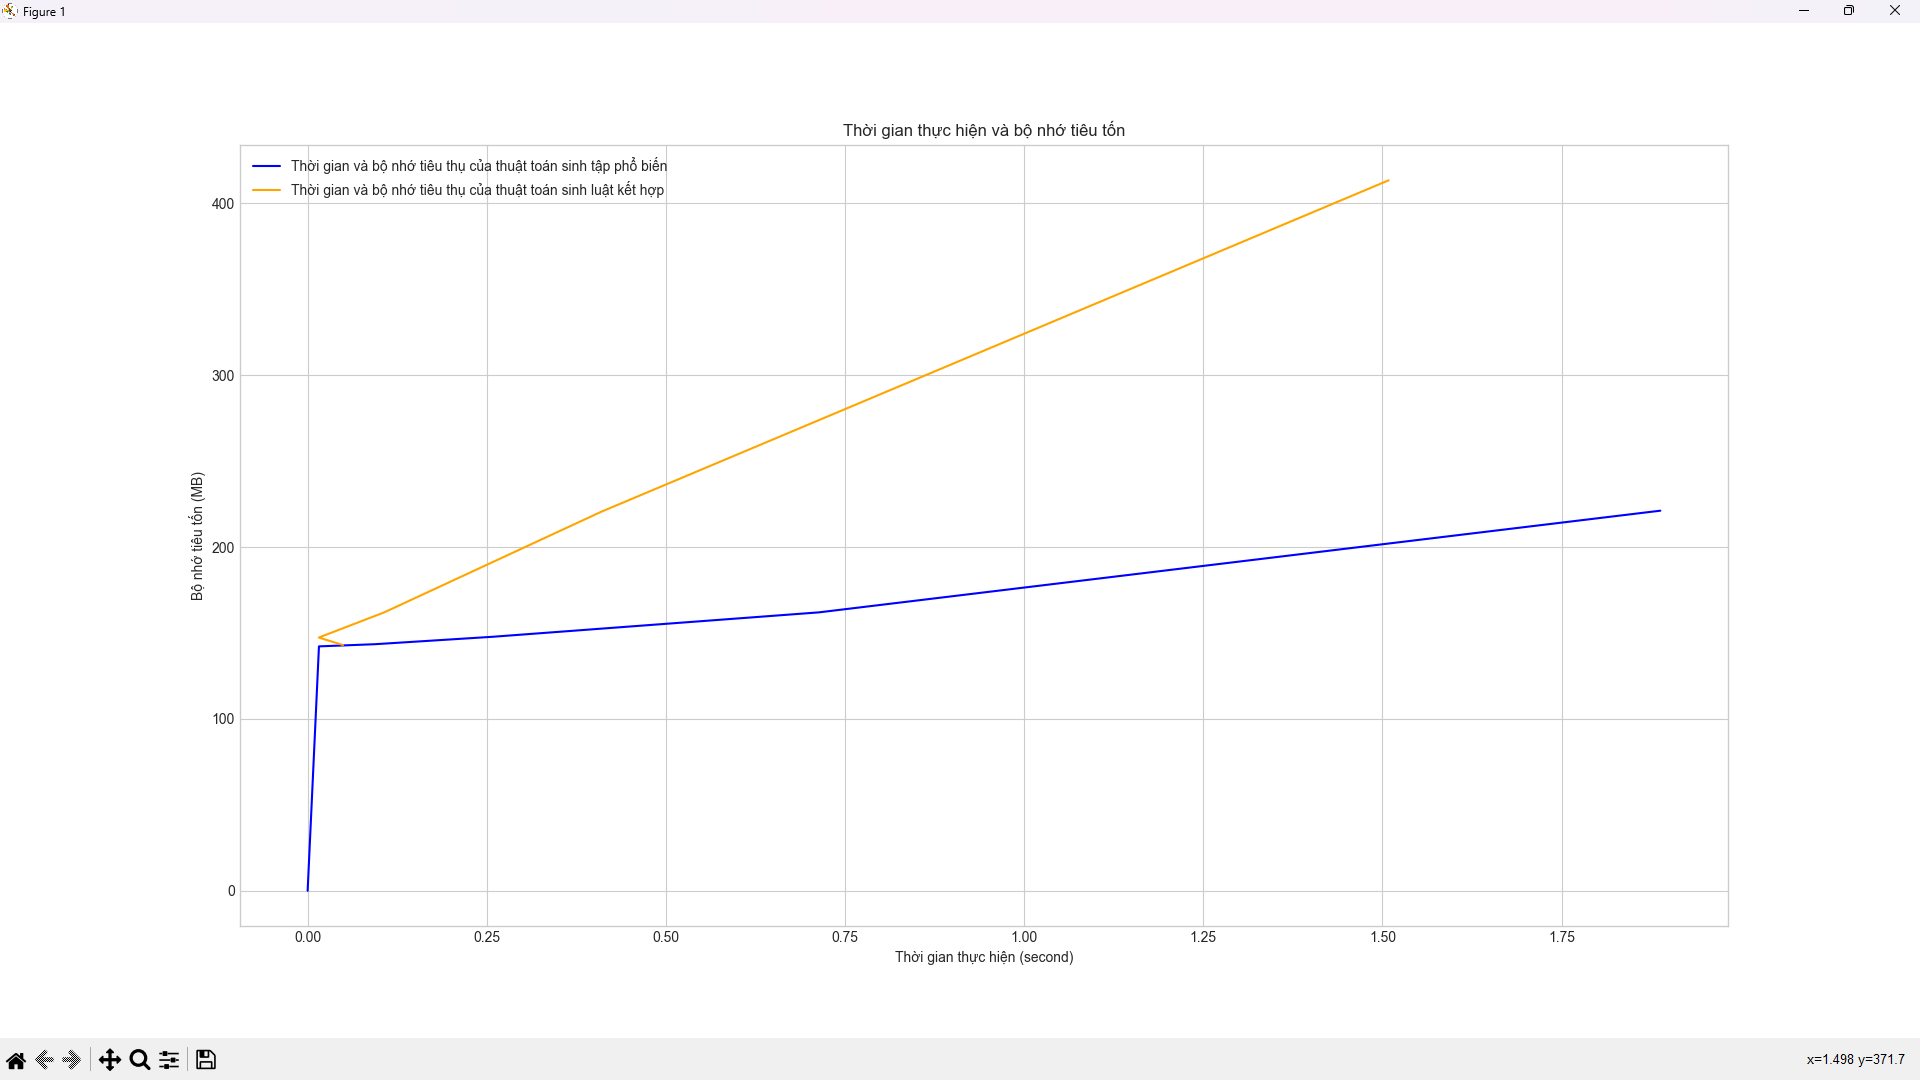 Figure 1
Thời gian thực hiện và bộ nhớ tiêu tốn
Thời gian và bộ nhớ tiêu thụ của thuật toán sinh tập phổ biến
Thời gian và bộ nhớ tiêu thụ của thuật toán sinh luật kết hợp
400
300
200
100
0
Bộ nhớ tiêu tốn (MB)
0.00 0.25 0.50 0.75 1.00 1.25 1.50 1.75
Thời gian thực hiện (second)
x=1.498 y=371.7